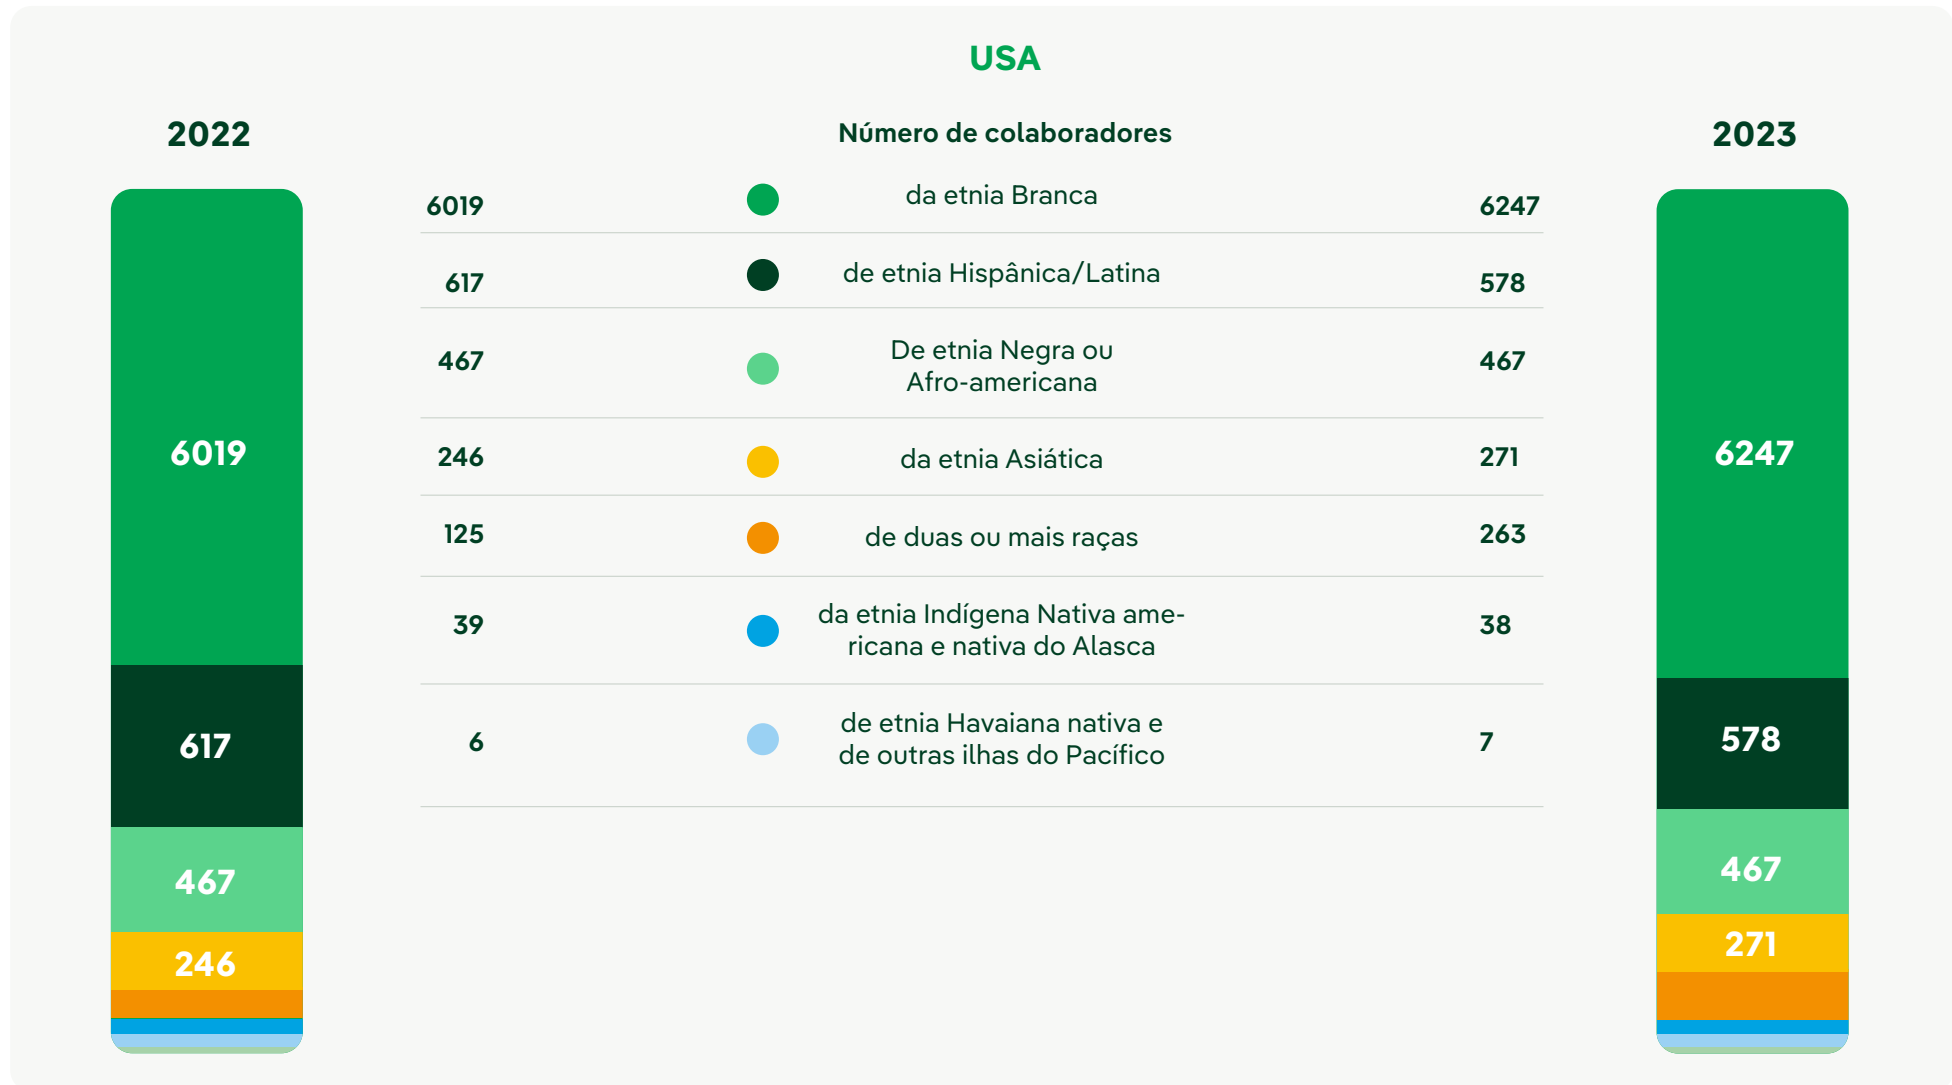 USA
2022
Número de colaboradores
2023
6019
da etnia Branca
6247
617
de etnia Hispânica/Latina
578
467
De etnia Negra ou
Afro-americana
467
246
da etnia Asiática
271
125
de duas ou mais raças
263
39
da etnia Indígena Nativa ame-
ricana e nativa do Alasca
38
6
de etnia Havaiana nativa e
de outras ilhas do Pacífico
7
6019
617
467
246
6247
578
467
271